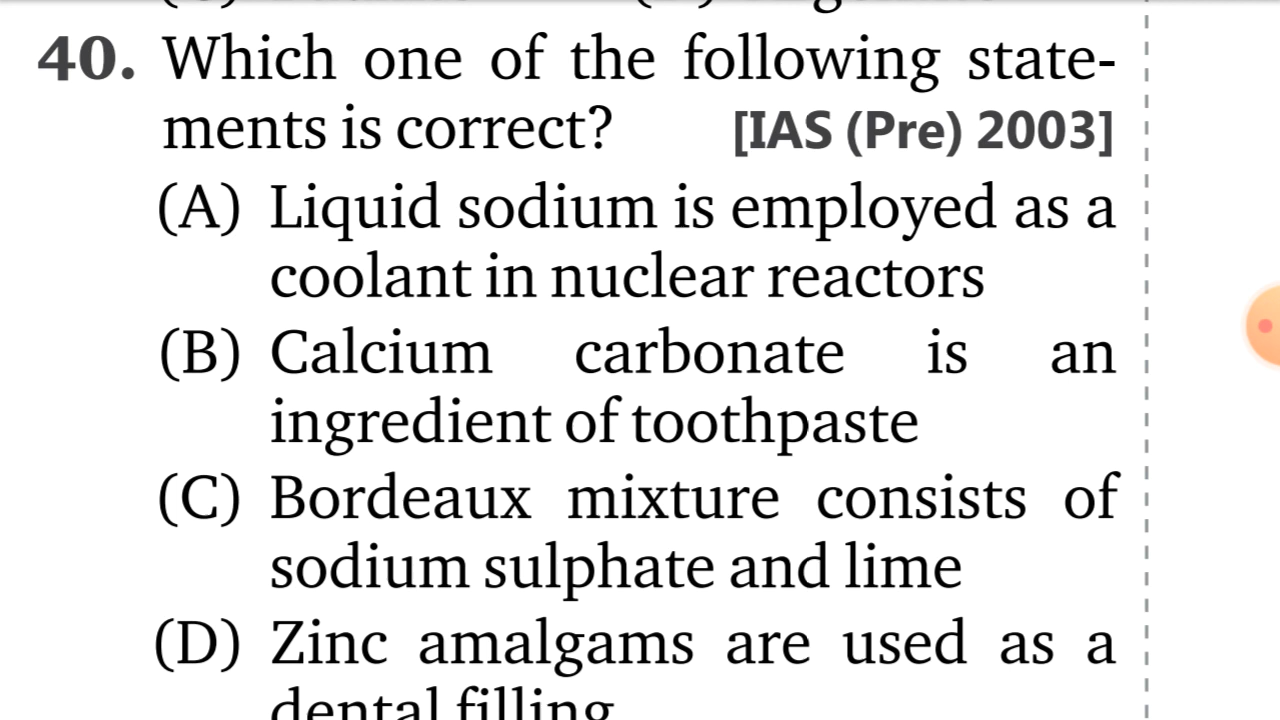 40. Which one of the following state-
ments is correct? [IAS (Pre) 2003]
(A) Liquid sodium is employed as a
coolant in nuclear reactors
(B) Calcium carbonate is an
ingredient of toothpaste
(C) Bordeaux mixture consists of
sodium sulphate and lime
(D) Zinc amalgams are used as a
dental filling